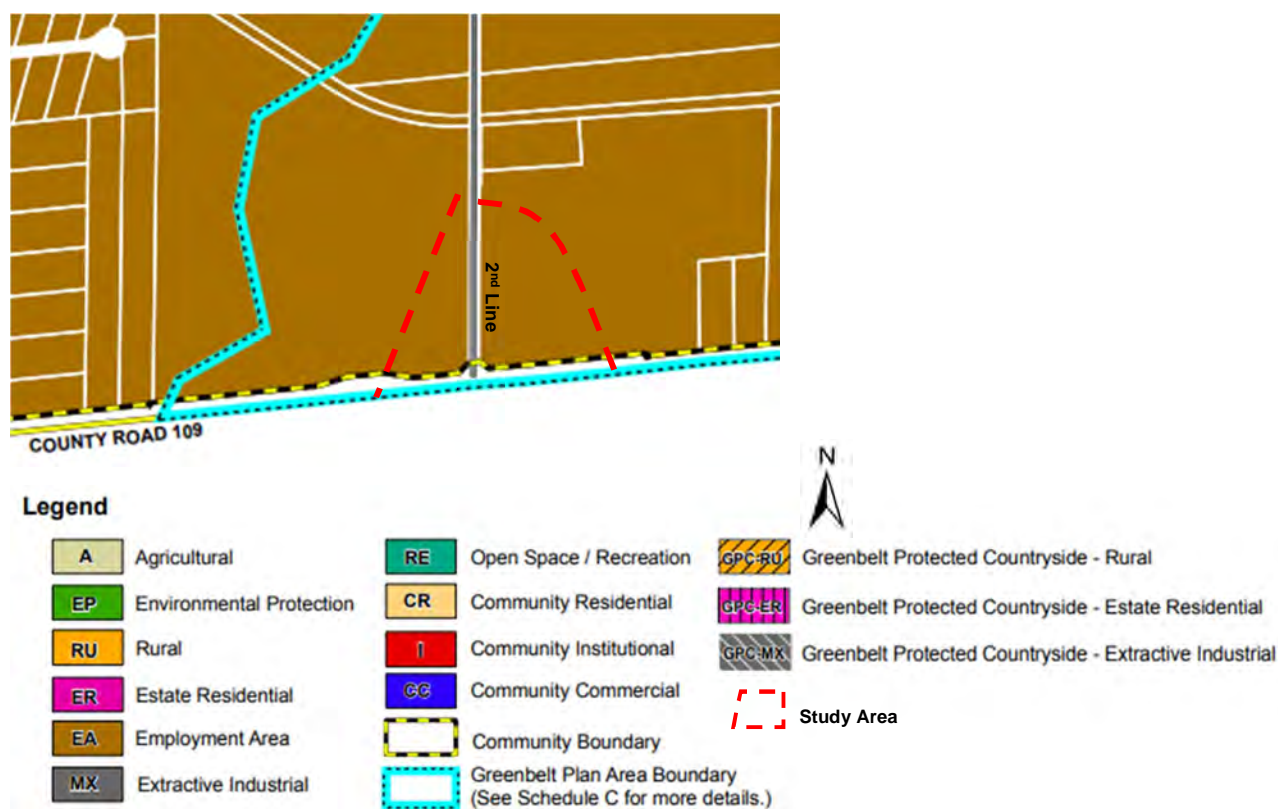 2nd Line
COUNTY ROAD 109
N
Legend
A Agricultural
EP Environmental Protection
RU Rural
ER Estate Residential
EA Employment Area
MX Extractive Industrial
RE Open Space / Recreation
CR Community Residential
I Community Institutional
CC Community Commercial
Community Boundary
Greenbelt Plan Area Boundary
(See Schedule C for more details.)
GPC-RU Greenbelt Protected Countryside - Rural
GPC-ER Greenbelt Protected Countryside - Estate Residential
GPC-MX Greenbelt Protected Countryside - Extractive Industrial
Study Area